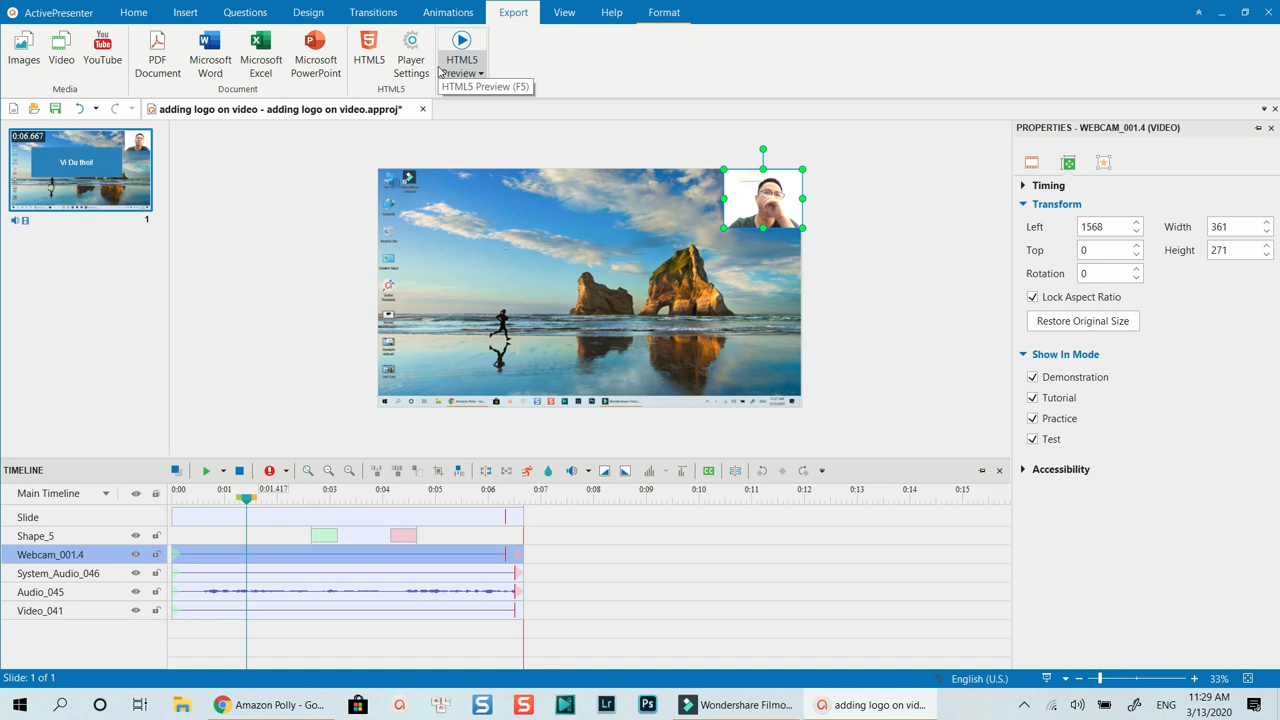 ActivePresenter Home Insert Questions Design Transitions Animations Export View Help Format
Images Video YouTube PDF Document Microsoft Word Microsoft Excel Microsoft PowerPoint HTML5 Player Settings HTML5 Preview
Media Document HTML5
HTML5 Preview (F5)
adding logo on video - adding logo on video.approj*
0:06.667
Vi Du thoi!
1
PROPERTIES - WEBCAM_001.4 (VIDEO)
Timing
Transform
Left 1568 Width 361
Top 0 Height 271
Rotation 0
Lock Aspect Ratio
Restore Original Size
Show In Mode
Demonstration
Tutorial
Practice
Test
Accessibility
TIMELINE
Main Timeline 0:00 0:01 0:01.417 0:03 0:04 0:05 0:06 0:07 0:08 0:09 0:10 0:11 0:12 0:13 0:14 0:15
Slide
Shape_5
Webcam_001.4
System_Audio_046
Audio_045
Video_041
Slide: 1 of 1 English (U.S.) 33%
Amazon Polly - Go... Wondershare Filmo... adding logo on vid... ENG 11:29 AM
3/13/2020